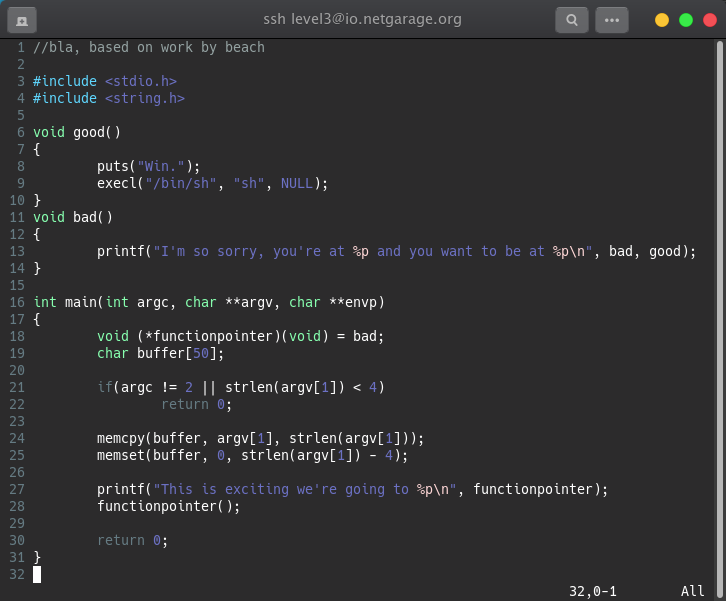 ssh level3@io.netgarage.org
1 //bla, based on work by beach
2
3 #include <stdio.h>
4 #include <string.h>
5
6 void good()
7 {
8         puts("Win.");
9         execl("/bin/sh", "sh", NULL);
10 }
11 void bad()
12 {
13         printf("I'm so sorry, you're at %p and you want to be at %p\n", bad, good);
14 }
15
16 int main(int argc, char **argv, char **envp)
17 {
18         void (*functionpointer)(void) = bad;
19         char buffer[50];
20
21         if(argc != 2 || strlen(argv[1]) < 4)
22                 return 0;
23
24         memcpy(buffer, argv[1], strlen(argv[1]));
25         memset(buffer, 0, strlen(argv[1]) - 4);
26
27         printf("This is exciting we're going to %p\n", functionpointer);
28         functionpointer();
29
30         return 0;
31 }
32
32,0-1 All